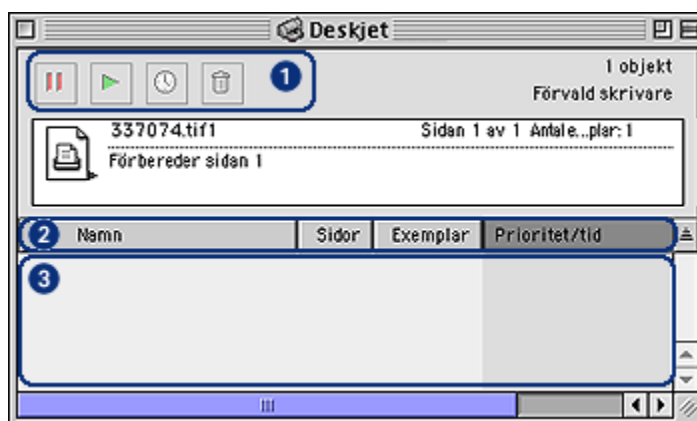 Deskjet
1
1 objekt
Förvald skrivare
337074.tif1 Sidan 1 av 1 Antale...plar: 1
Förbereder sidan 1
2 Namn Sidor Exemplar Prioritet/tid
3